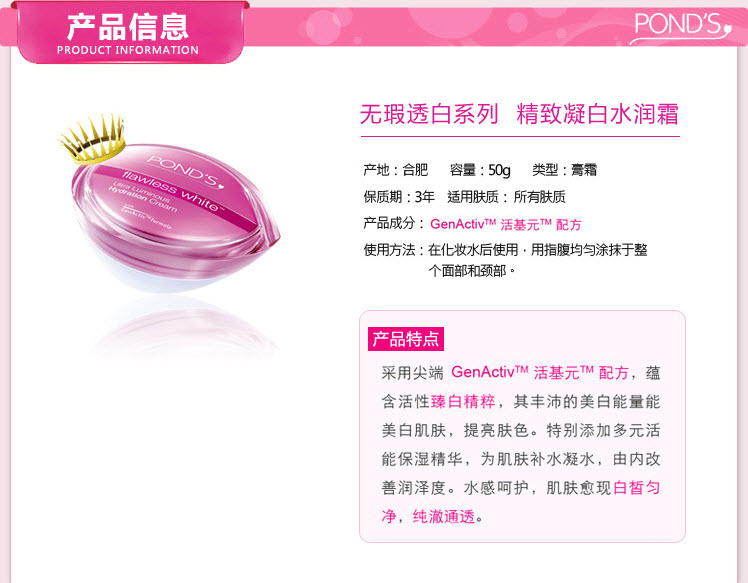 产品信息
PRODUCT INFORMATION
POND'S
POND'S
flawless white™
Ultra Luminous
Hydration Cream
with
GenActiv™ formula
无瑕透白系列 精致凝白水润霜
产地：合肥 容量：50g 类型：膏霜
保质期：3年 适用肤质：所有肤质
产品成分：GenActiv™ 活基元™ 配方
使用方法：在化妆水后使用，用指腹均匀涂抹于整
个面部和颈部。
产品特点
采用尖端 GenActiv™ 活基元™ 配方，蕴
含活性臻白精粹，其丰沛的美白能量能
美白肌肤，提亮肤色。特别添加多元活
能保湿精华，为肌肤补水凝水，由内改
善润泽度。水感呵护，肌肤愈现白皙匀
净，纯澈通透。